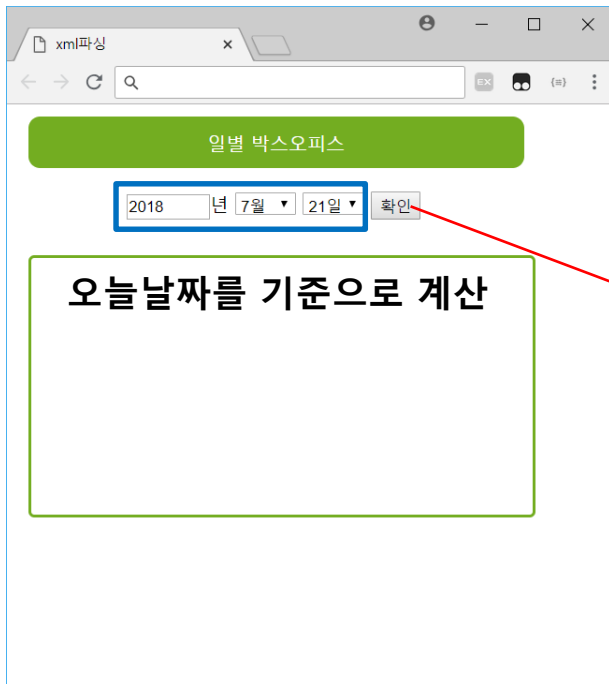 xml파싱
EX
{≡}
일별 박스오피스
2018 년 7월 21일 확인
오늘날짜를 기준으로 계산